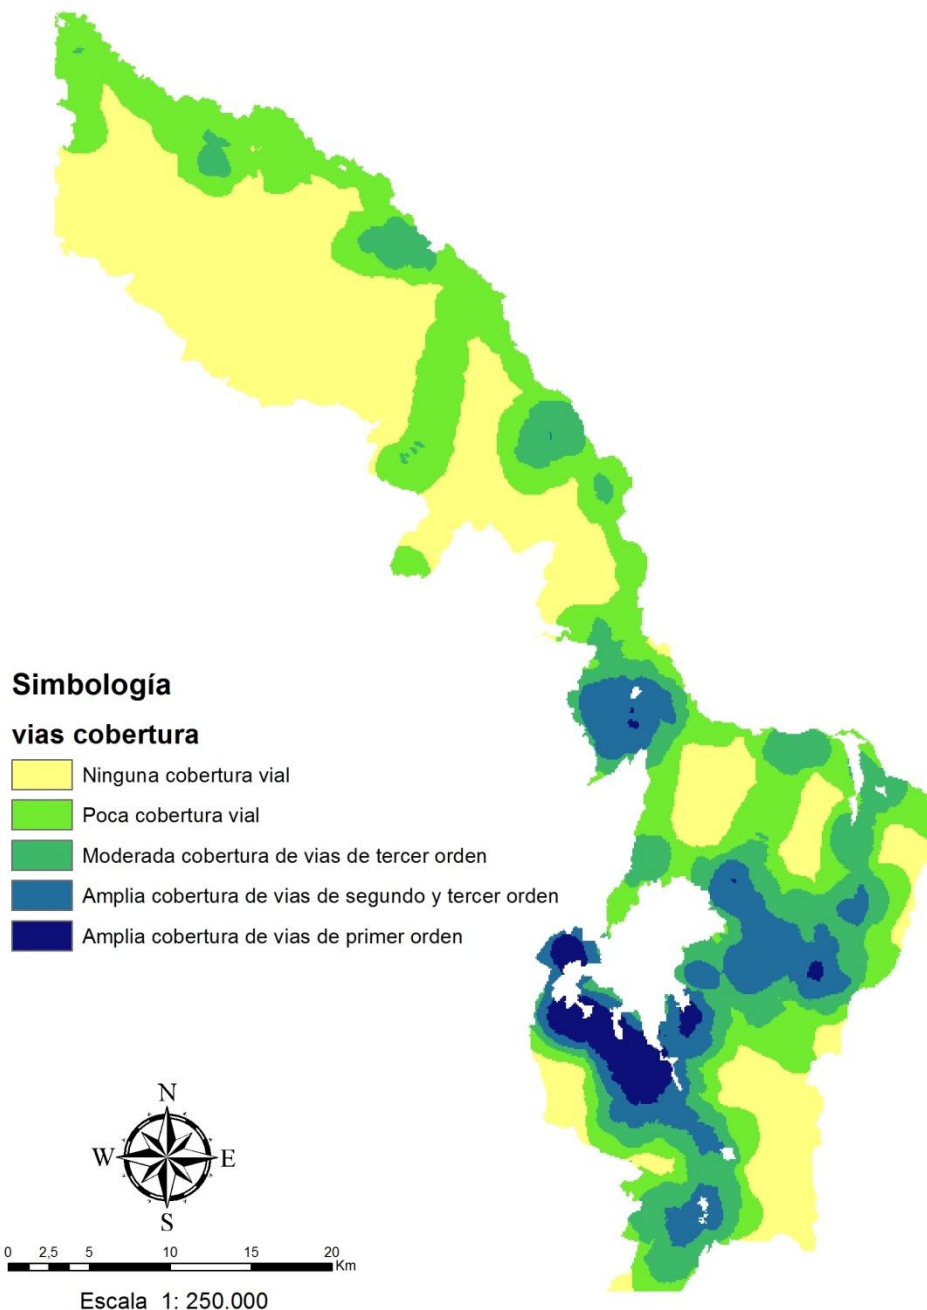 Simbología
vias cobertura
Ninguna cobertura vial
Poca cobertura vial
Moderada cobertura de vias de tercer orden
Amplia cobertura de vias de segundo y tercer orden
Amplia cobertura de vias de primer orden
N
W E
S
0 2,5 5 10 15 20
Km
Escala 1: 250.000